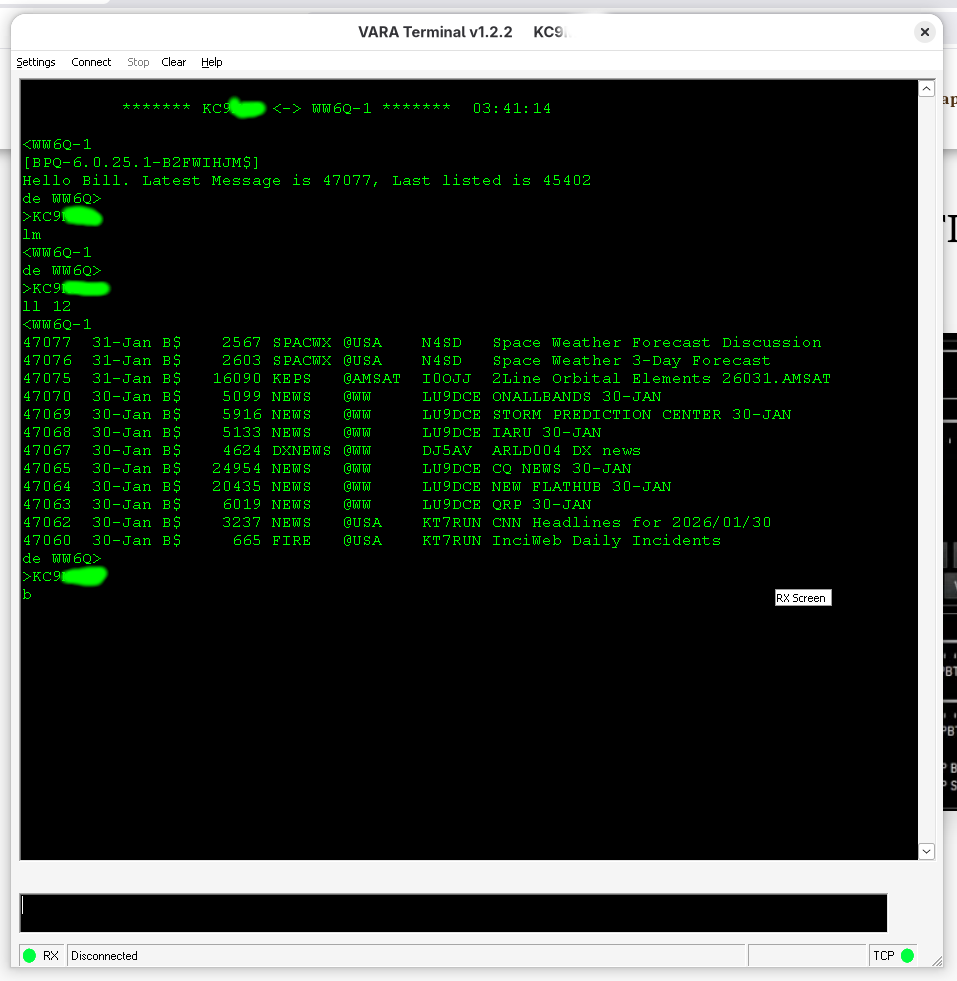 VARA Terminal v1.2.2 KC9
Settings Connect Stop Clear Help
******* KC9 <-> WW6Q-1 ******* 03:41:14
<WW6Q-1
[BPQ-6.0.25.1-B2FWIHJM$]
Hello Bill. Latest Message is 47077, Last listed is 45402
de WW6Q>
>KC9
lm
<WW6Q-1
de WW6Q>
>KC9
ll 12
<WW6Q-1
47077 31-Jan B$ 2567 SPACWX @USA N4SD Space Weather Forecast Discussion
47076 31-Jan B$ 2603 SPACWX @USA N4SD Space Weather 3-Day Forecast
47075 31-Jan B$ 16090 KEPS @AMSAT I0OJJ 2Line Orbital Elements 26031.AMSAT
47070 30-Jan B$ 5099 NEWS @WW LU9DCE ONALLBANDS 30-JAN
47069 30-Jan B$ 5916 NEWS @WW LU9DCE STORM PREDICTION CENTER 30-JAN
47068 30-Jan B$ 5133 NEWS @WW LU9DCE IARU 30-JAN
47067 30-Jan B$ 4624 DXNEWS @WW DJ5AV ARLD004 DX news
47065 30-Jan B$ 24954 NEWS @WW LU9DCE CQ NEWS 30-JAN
47064 30-Jan B$ 20435 NEWS @WW LU9DCE NEW FLATHUB 30-JAN
47063 30-Jan B$ 6019 NEWS @WW LU9DCE QRP 30-JAN
47062 30-Jan B$ 3237 NEWS @USA KT7RUN CNN Headlines for 2026/01/30
47060 30-Jan B$ 665 FIRE @USA KT7RUN InciWeb Daily Incidents
de WW6Q>
>KC9
b
RX Screen
RX Disconnected TCP